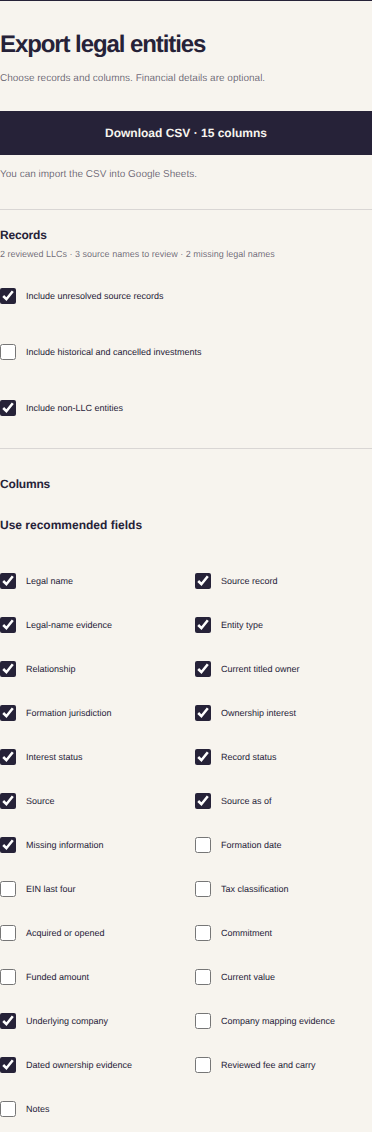 Export legal entities
Choose records and columns. Financial details are optional.
Download CSV · 15 columns
You can import the CSV into Google Sheets.
Records
2 reviewed LLCs · 3 source names to review · 2 missing legal names
Include unresolved source records
Include historical and cancelled investments
Include non-LLC entities
Columns
Use recommended fields
Legal name
Source record
Legal-name evidence
Entity type
Relationship
Current titled owner
Formation jurisdiction
Ownership interest
Interest status
Record status
Source
Source as of
Missing information
Formation date
EIN last four
Tax classification
Acquired or opened
Commitment
Funded amount
Current value
Underlying company
Company mapping evidence
Dated ownership evidence
Reviewed fee and carry
Notes